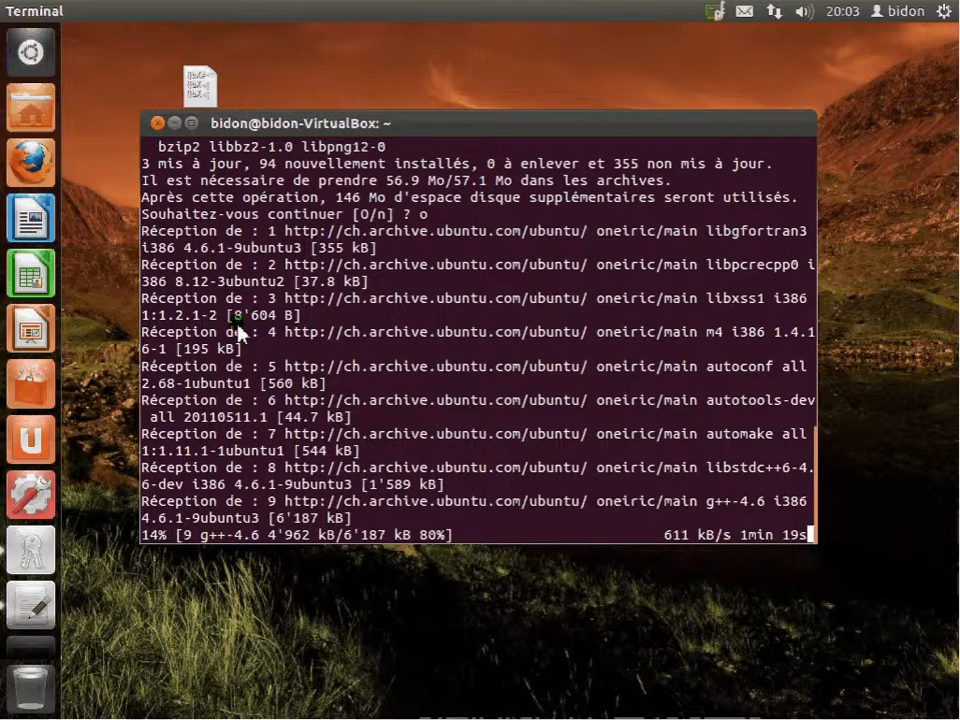 Terminal
20:03
bidon
bidon@bidon-VirtualBox: ~
bzip2 libbz2-1.0 libpng12-0
3 mis à jour, 94 nouvellement installés, 0 à enlever et 355 non mis à jour.
Il est nécessaire de prendre 56.9 Mo/57.1 Mo dans les archives.
Après cette opération, 146 Mo d'espace disque supplémentaires seront utilisés.
Souhaitez-vous continuer [O/n] ? o
Réception de : 1 http://ch.archive.ubuntu.com/ubuntu/ oneiric/main libgfortran3
i386 4.6.1-9ubuntu3 [355 kB]
Réception de : 2 http://ch.archive.ubuntu.com/ubuntu/ oneiric/main libpcrecpp0 i
386 8.12-3ubuntu2 [37.8 kB]
Réception de : 3 http://ch.archive.ubuntu.com/ubuntu/ oneiric/main libxss1 i386
1:1.2.1-2 [8'604 B]
Réception de : 4 http://ch.archive.ubuntu.com/ubuntu/ oneiric/main m4 i386 1.4.1
6-1 [195 kB]
Réception de : 5 http://ch.archive.ubuntu.com/ubuntu/ oneiric/main autoconf all
2.68-1ubuntu1 [560 kB]
Réception de : 6 http://ch.archive.ubuntu.com/ubuntu/ oneiric/main autotools-dev
all 20110511.1 [44.7 kB]
Réception de : 7 http://ch.archive.ubuntu.com/ubuntu/ oneiric/main automake all
1:1.11.1-1ubuntu1 [544 kB]
Réception de : 8 http://ch.archive.ubuntu.com/ubuntu/ oneiric/main libstdc++6-4.
6-dev i386 4.6.1-9ubuntu3 [1'589 kB]
Réception de : 9 http://ch.archive.ubuntu.com/ubuntu/ oneiric/main g++-4.6 i386
4.6.1-9ubuntu3 [6'187 kB]
14% [9 g++-4.6 4'962 kB/6'187 kB 80%] 611 kB/s 1min 19s